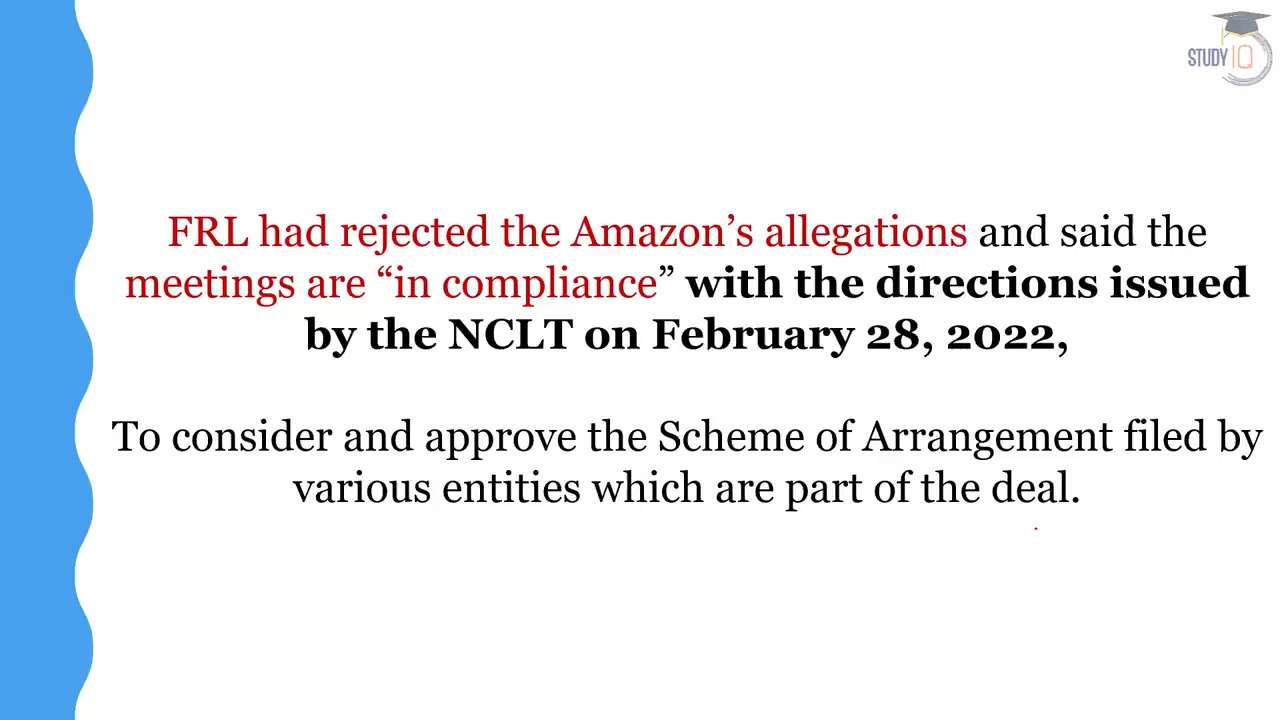 STUDY IQ
FRL had rejected the Amazon’s allegations and said the
meetings are “in compliance” with the directions issued
by the NCLT on February 28, 2022,
To consider and approve the Scheme of Arrangement filed by
various entities which are part of the deal.